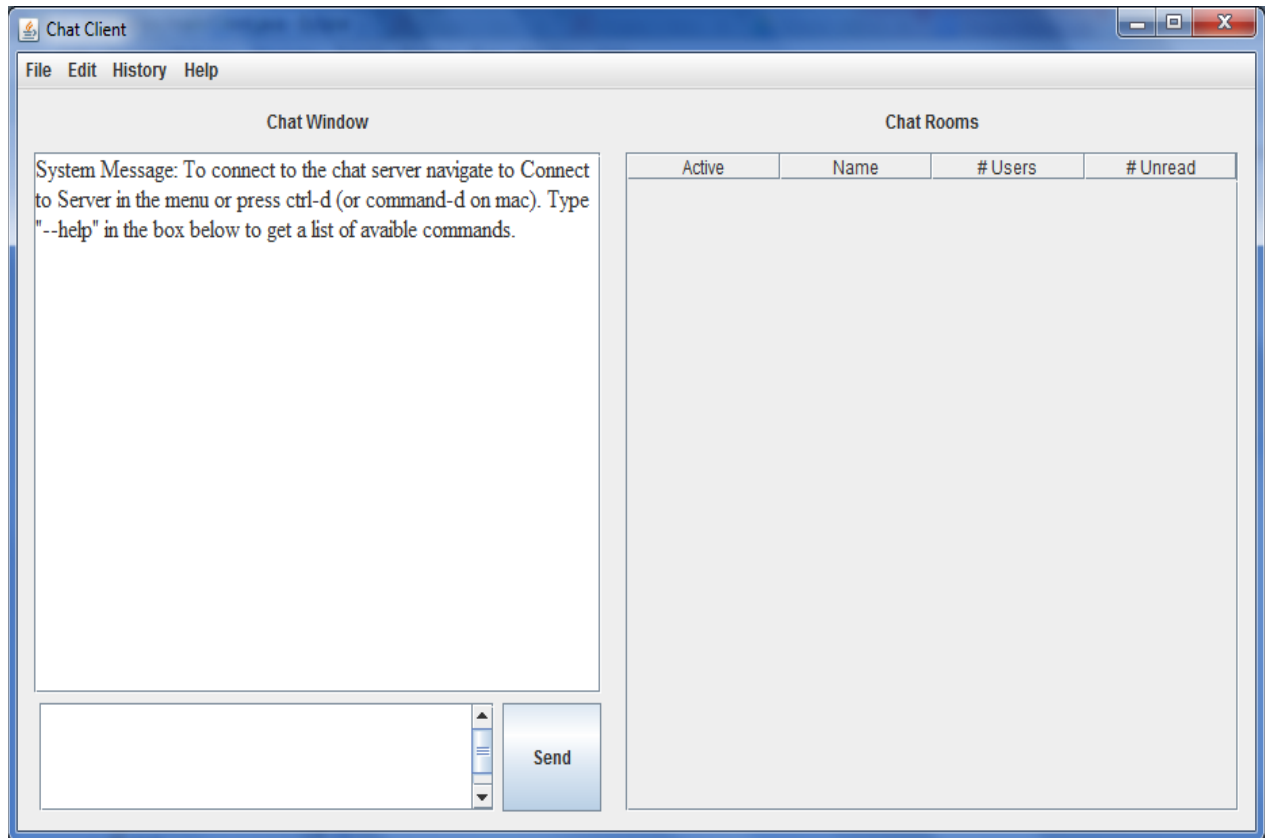 Chat Client
File Edit History Help
Chat Window
Chat Rooms
System Message: To connect to the chat server navigate to Connect
to Server in the menu or press ctrl-d (or command-d on mac). Type
"--help" in the box below to get a list of avaible commands.
Active Name # Users # Unread
Send